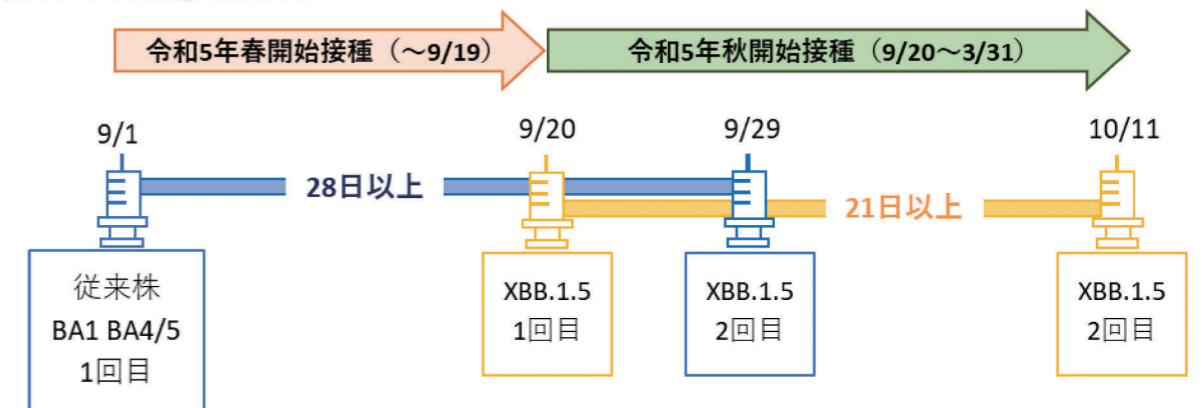 令和5年春開始接種（～9/19）
令和5年秋開始接種（9/20～3/31）
9/1
9/20
9/29
10/11
28日以上
21日以上
従来株
BA1 BA4/5
1回目
XBB.1.5
1回目
XBB.1.5
2回目
XBB.1.5
2回目